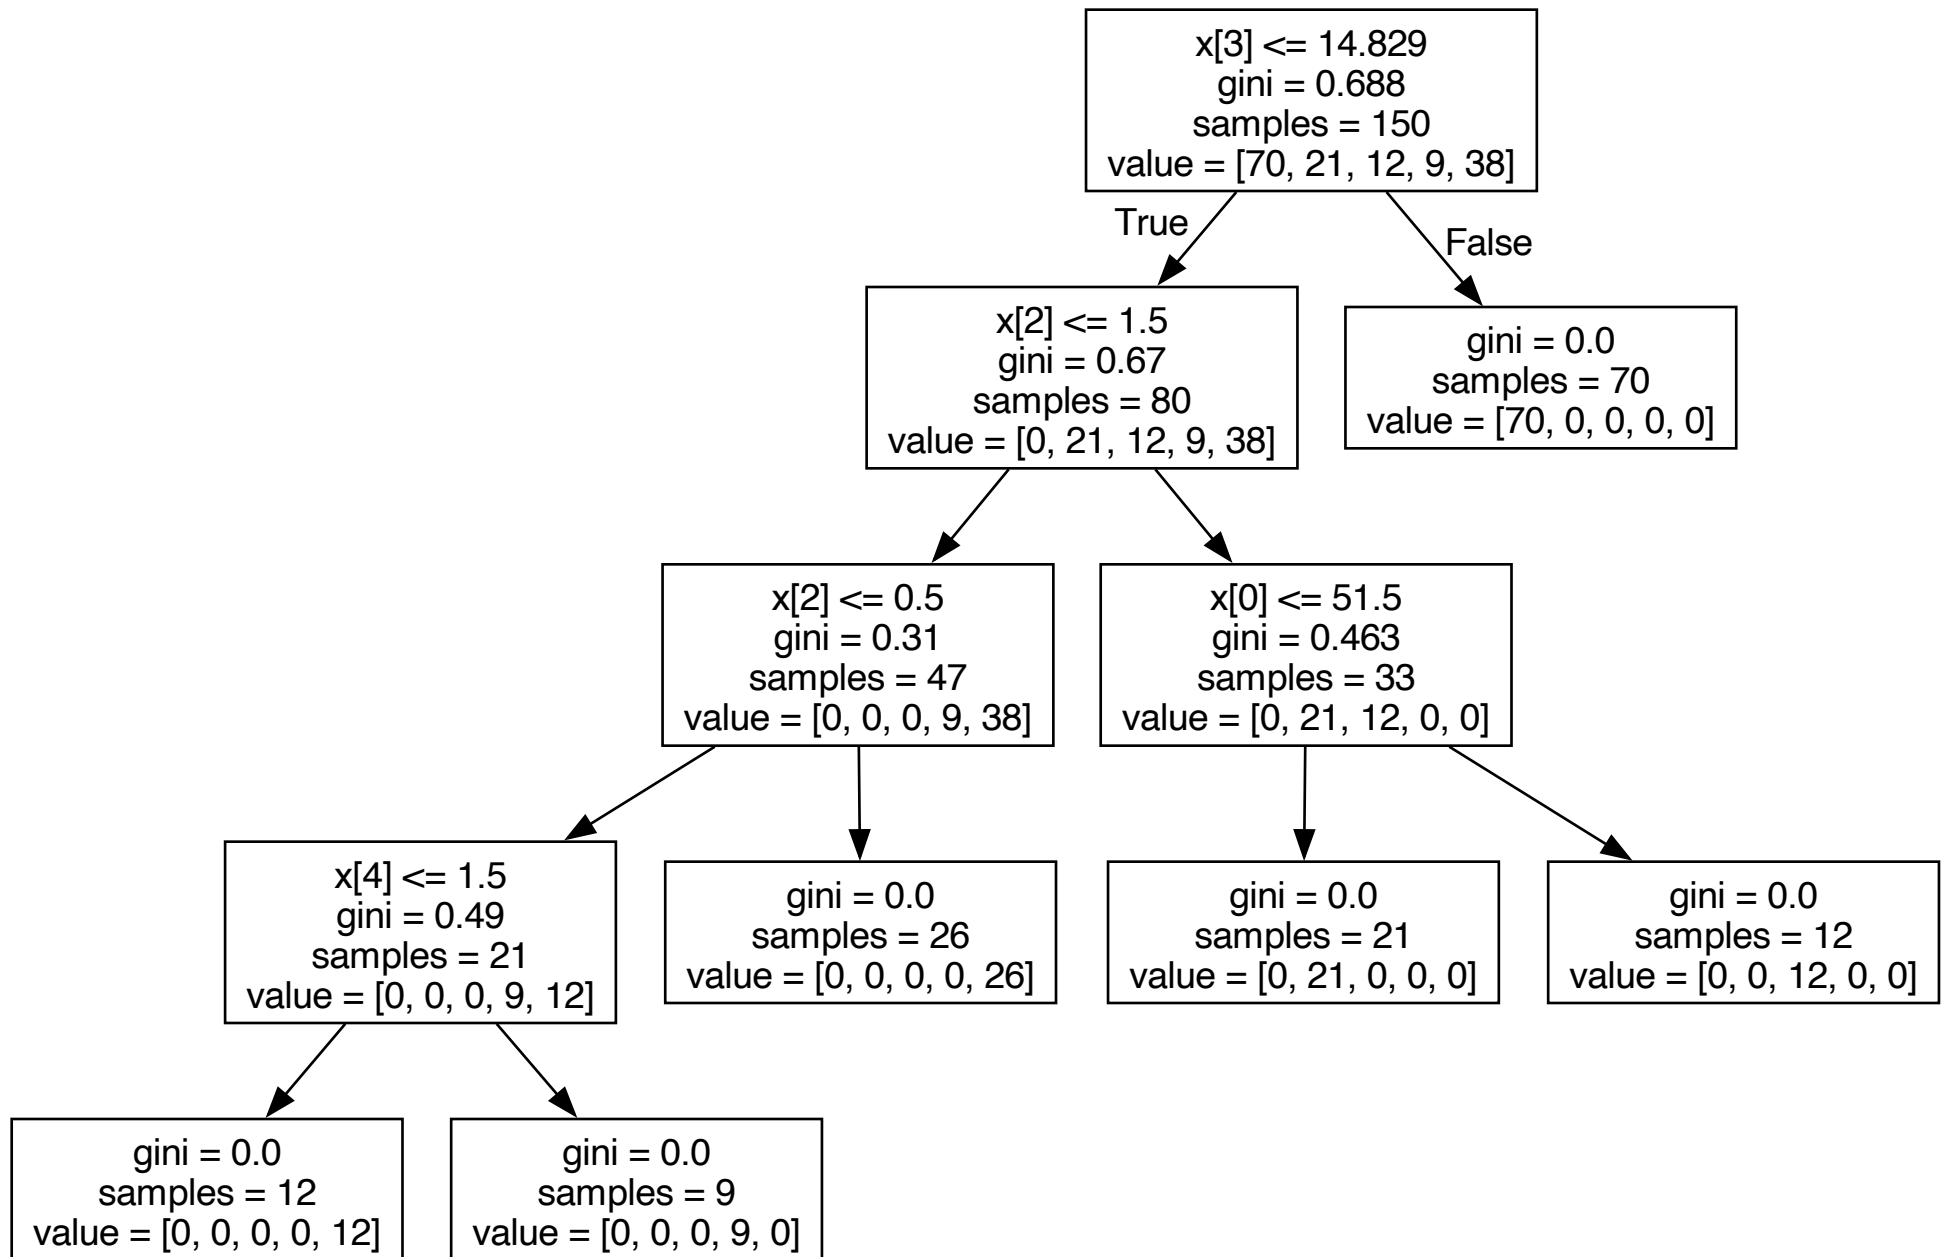 x[3] <= 14.829
gini = 0.688
samples = 150
value = [70, 21, 12, 9, 38]
True
False
x[2] <= 1.5
gini = 0.67
samples = 80
value = [0, 21, 12, 9, 38]
gini = 0.0
samples = 70
value = [70, 0, 0, 0, 0]
x[2] <= 0.5
gini = 0.31
samples = 47
value = [0, 0, 0, 9, 38]
x[0] <= 51.5
gini = 0.463
samples = 33
value = [0, 21, 12, 0, 0]
x[4] <= 1.5
gini = 0.49
samples = 21
value = [0, 0, 0, 9, 12]
gini = 0.0
samples = 26
value = [0, 0, 0, 0, 26]
gini = 0.0
samples = 21
value = [0, 21, 0, 0, 0]
gini = 0.0
samples = 12
value = [0, 0, 12, 0, 0]
gini = 0.0
samples = 12
value = [0, 0, 0, 0, 12]
gini = 0.0
samples = 9
value = [0, 0, 0, 9, 0]